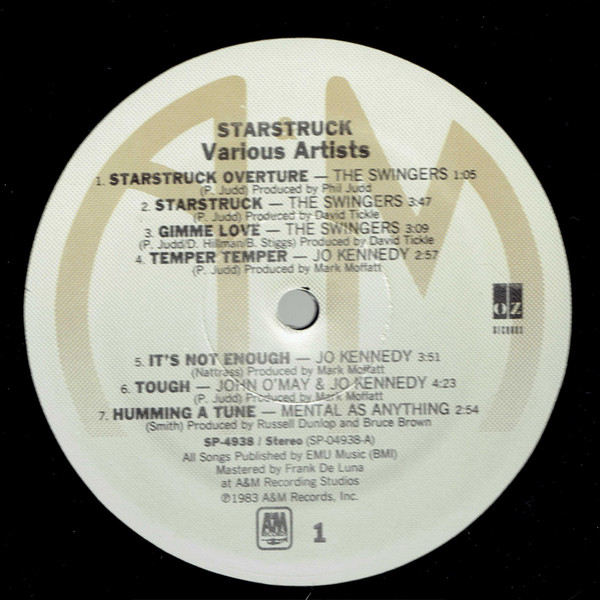 STARSTRUCK
Various Artists
1. STARSTRUCK OVERTURE — THE SWINGERS 1:05
(P. Judd) Produced by Phil Judd
2. STARSTRUCK — THE SWINGERS 3:47
(P. Judd) Produced by David Tickle
3. GIMME LOVE — THE SWINGERS 3:09
(P. Judd/D. Hillman/B. Stiggs) Produced by David Tickle
4. TEMPER TEMPER — JO KENNEDY 2:57
(P. Judd) Produced by Mark Moffatt
OZ
RECORDS
5. IT'S NOT ENOUGH — JO KENNEDY 3:51
(Nattrass) Produced by Mark Moffatt
6. TOUGH — JOHN O'MAY & JO KENNEDY 4:23
(P. Judd) Produced by Mark Moffatt
7. HUMMING A TUNE — MENTAL AS ANYTHING 2:54
(Smith) Produced by Russell Dunlop and Bruce Brown
SP-4938 / Stereo (SP-04938-A)
All Songs Published by EMU Music (BMI)
Mastered by Frank De Luna
at A&M Recording Studios
℗1983 A&M Records, Inc.
A&M
1